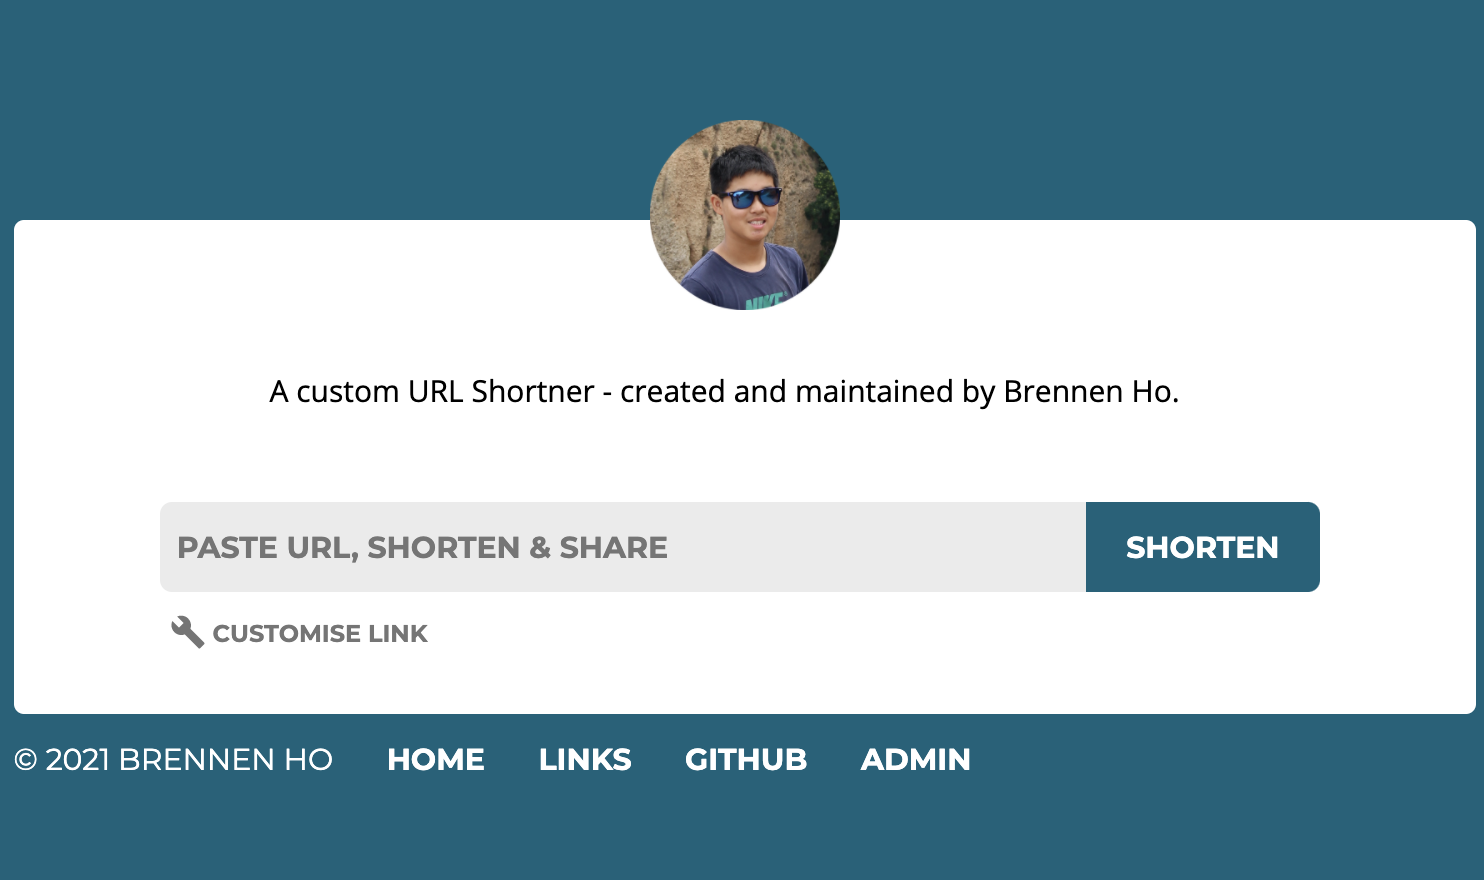 NIKE
A custom URL Shortner - created and maintained by Brennen Ho.
PASTE URL, SHORTEN & SHARE
SHORTEN
CUSTOMISE LINK
© 2021 BRENNEN HO HOME LINKS GITHUB ADMIN